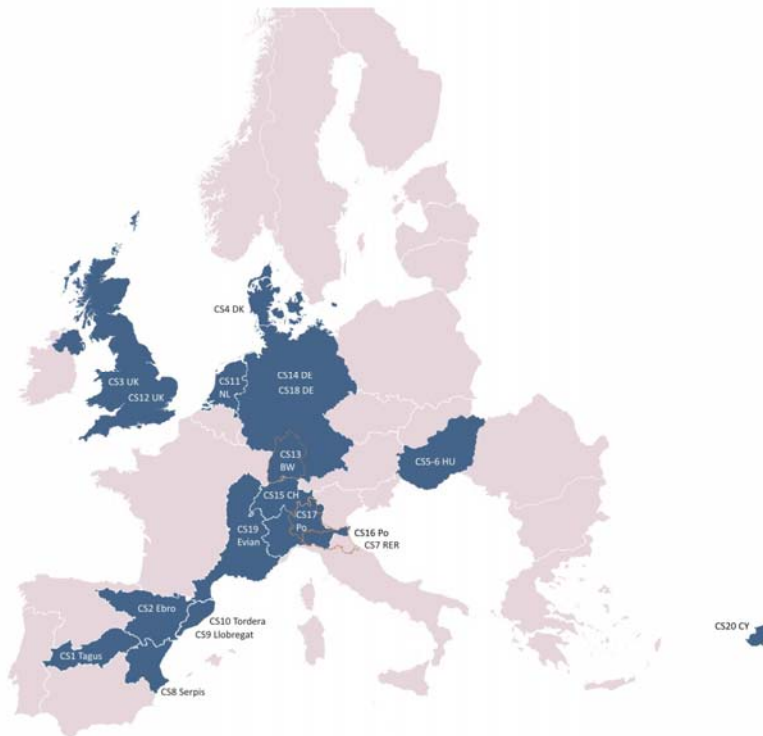 CS4 DK
CS3 UK
CS12 UK
CS11
NL
CS14 DE
CS18 DE
CS13
BW
CS5-6 HU
CS15 CH
CS17
Po
CS19
Evian
CS16 Po
CS7 RER
CS2 Ebro
CS10 Tordera
CS9 Llobregat
CS1 Tagus
CS8 Serpis
CS20 CY